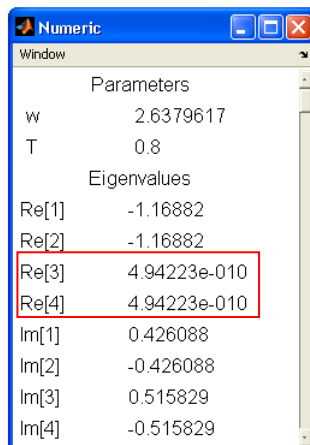 Numeric
Window
Parameters
w 2.6379617
T 0.8
Eigenvalues
Re[1] -1.16882
Re[2] -1.16882
Re[3] 4.94223e-010
Re[4] 4.94223e-010
Im[1] 0.426088
Im[2] -0.426088
Im[3] 0.515829
Im[4] -0.515829